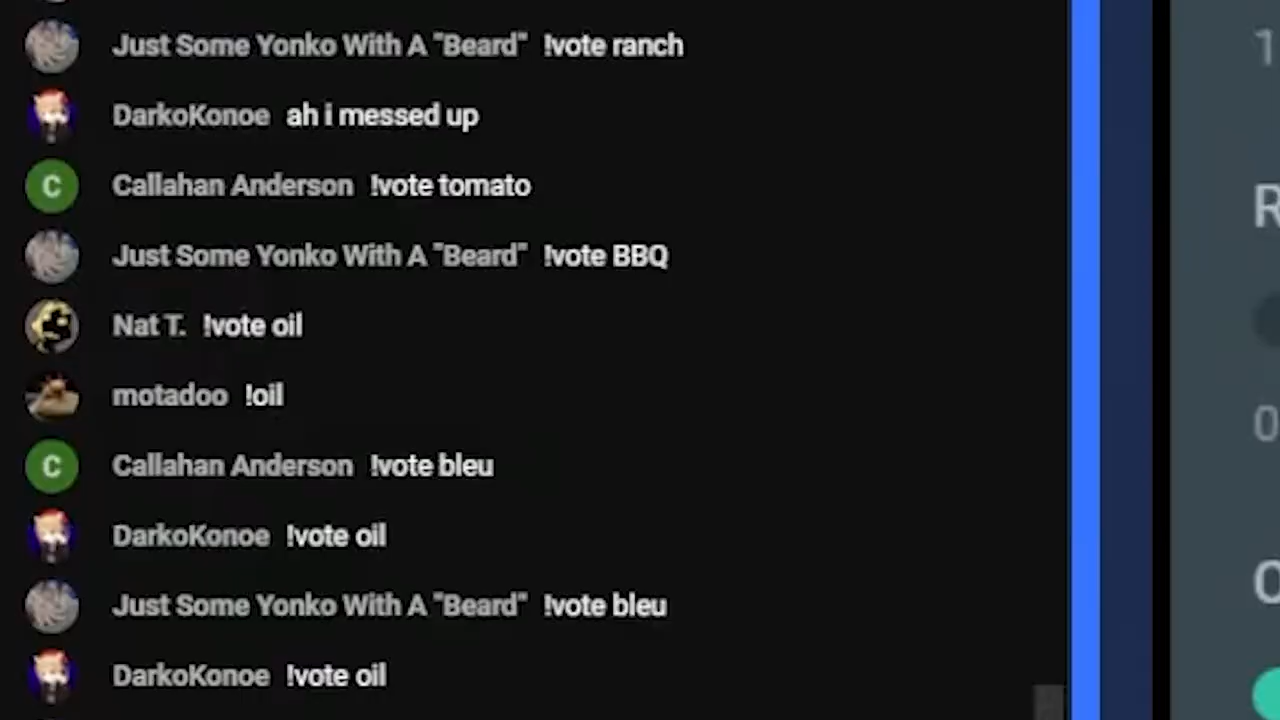 Just Some Yonko With A "Beard" !vote ranch
1
DarkoKonoe ah i messed up
C Callahan Anderson !vote tomato
R
Just Some Yonko With A "Beard" !vote BBQ
Nat T. !vote oil
motadoo !oil
0
C Callahan Anderson !vote bleu
DarkoKonoe !vote oil
Just Some Yonko With A "Beard" !vote bleu
DarkoKonoe !vote oil